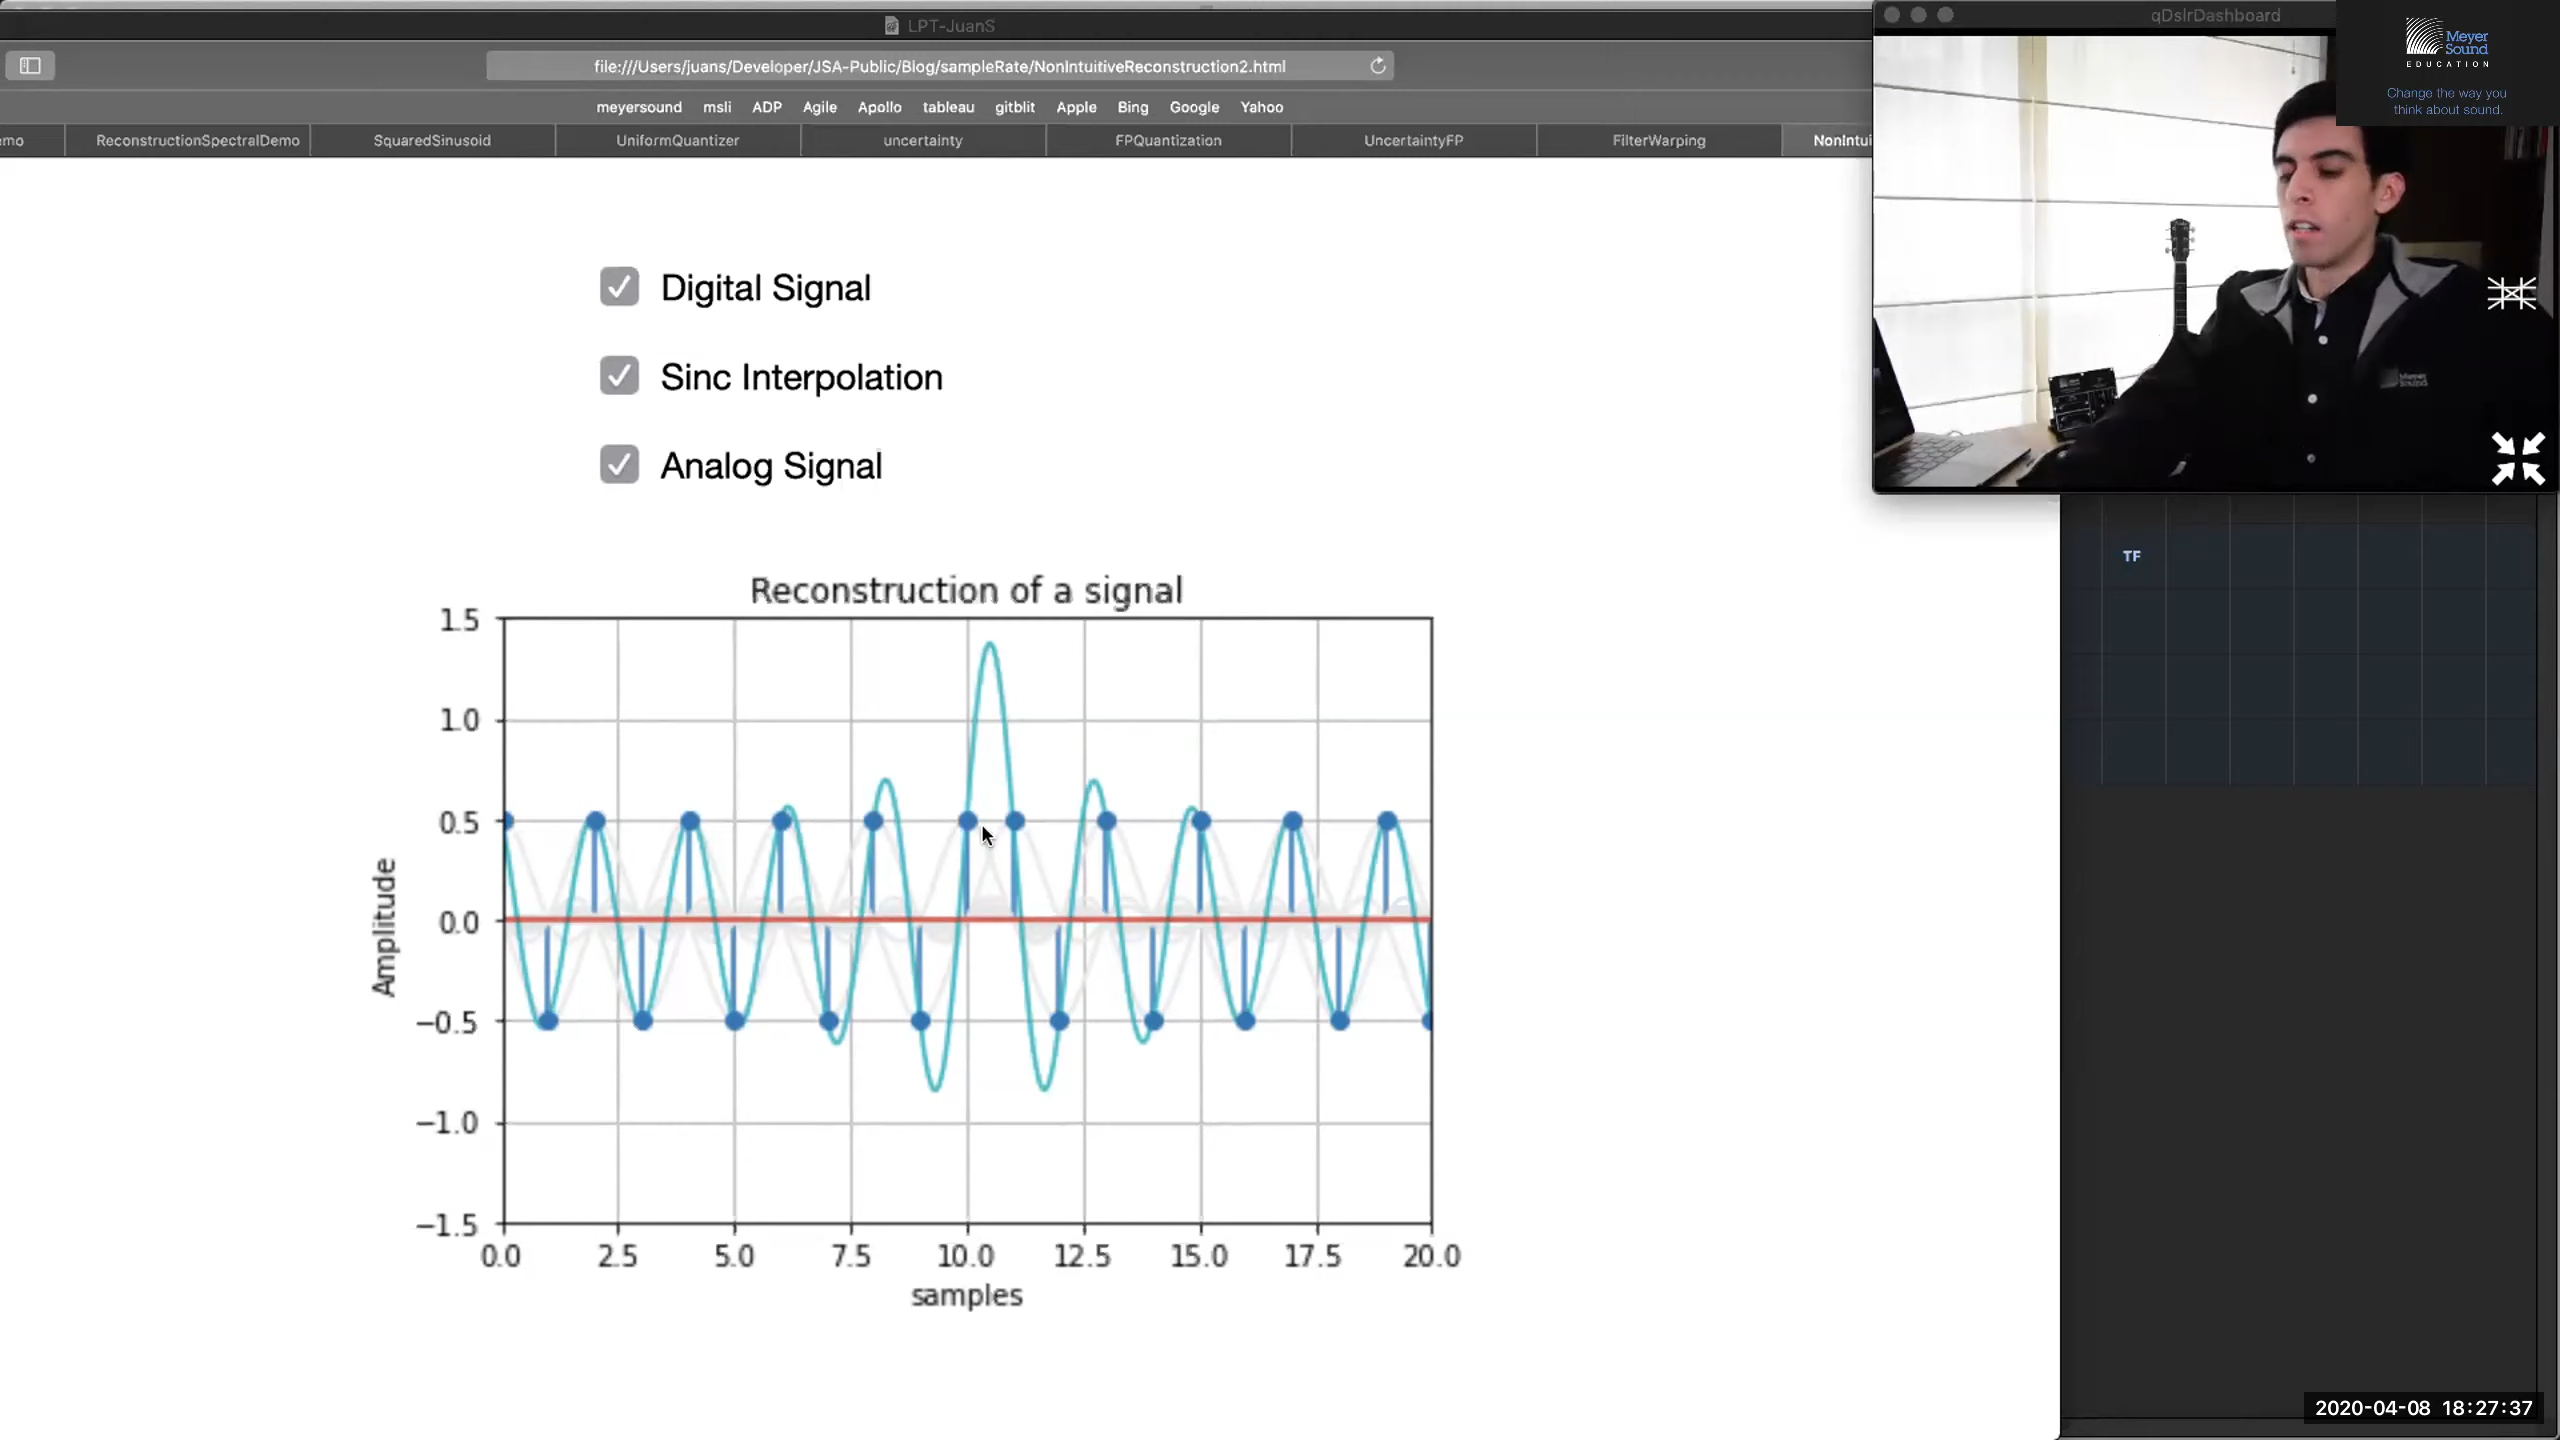 LPT-JuanS
qDslrDashboard
file:///Users/juans/Developer/JSA-Public/Blog/sampleRate/NonIntuitiveReconstruction2.html
Meyer
Sound
EDUCATION
Change the way you
think about sound.
meyersound msli ADP Agile Apollo tableau gitblit Apple Bing Google Yahoo
emo ReconstructionSpectralDemo SquaredSinusoid UniformQuantizer uncertainty FPQuantization UncertaintyFP FilterWarping NonIntui
Digital Signal
Sinc Interpolation
Analog Signal
Meyer
Sound
TF
Reconstruction of a signal
1.5
1.0
0.5
0.0
−0.5
−1.0
−1.5
Amplitude
0.0 2.5 5.0 7.5 10.0 12.5 15.0 17.5 20.0
samples
2020-04-08 18:27:37